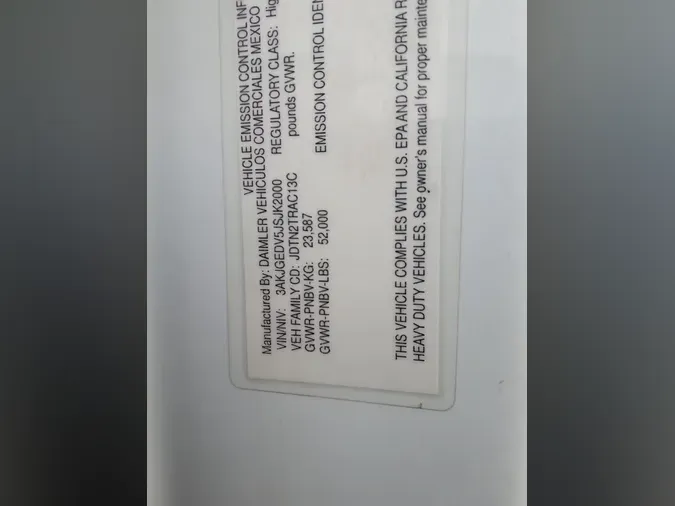 VEHICLE EMISSION CONTROL INF
Manufactured By: DAIMLER VEHICULOS COMERCIALES MEXICO
VIN/NIV: 3AKJGEDV5JSJK2000 REGULATORY CLASS: Hig
VEH FAMILY CD: JDTN2TRAC13C pounds GVWR.
GVWR-PNBV-KG: 23,587
GVWR-PNBV-LBS: 52,000 EMISSION CONTROL IDEN
THIS VEHICLE COMPLIES WITH U.S. EPA AND CALIFORNIA R
HEAVY DUTY VEHICLES. See owner's manual for proper mainte